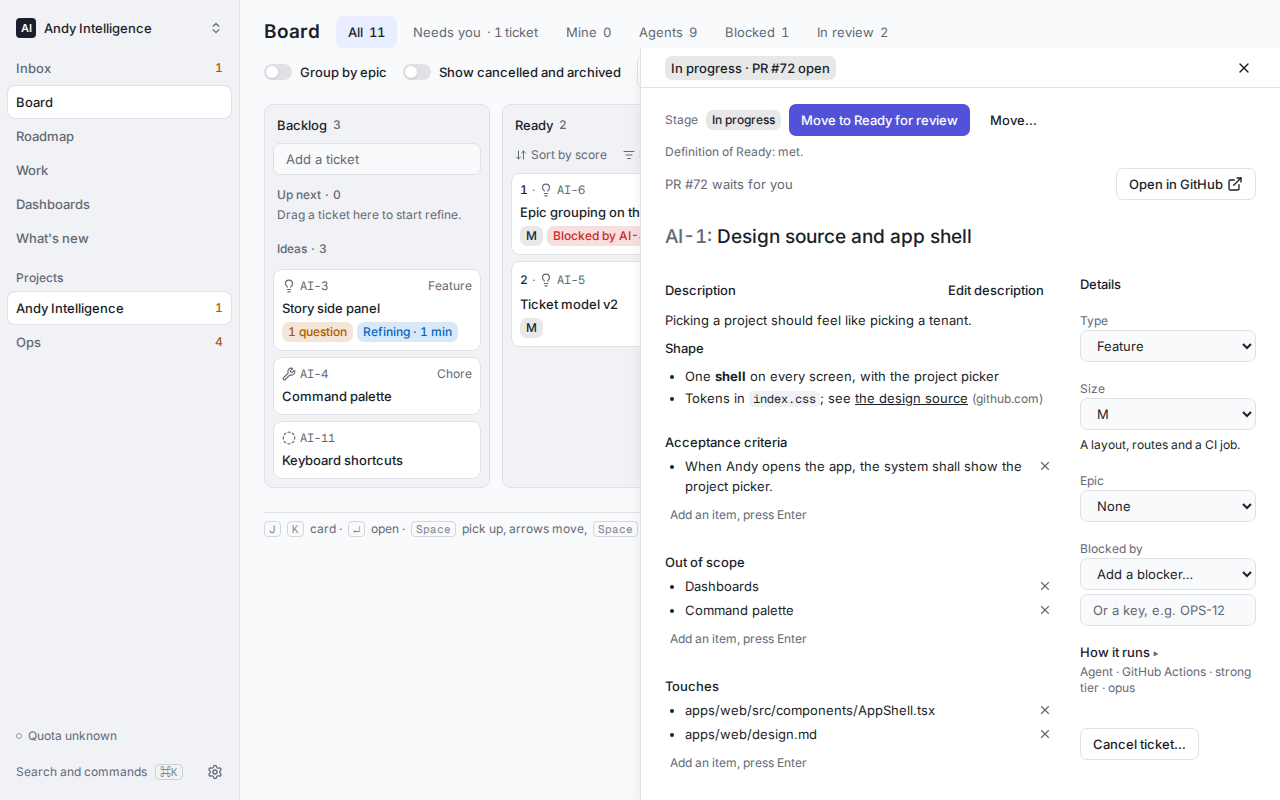 AI Andy Intelligence
Inbox 1
Board
Roadmap
Work
Dashboards
What's new
Projects
Andy Intelligence 1
Ops 4
Quota unknown
Search and commands ⌘K
Board All 11 Needs you · 1 ticket Mine 0 Agents 9 Blocked 1 In review 2
Group by epic Show cancelled and archived
Backlog 3
Add a ticket
Up next · 0
Drag a ticket here to start refine.
Ideas · 3
AI-3 Feature
Story side panel
1 question Refining · 1 min
AI-4 Chore
Command palette
AI-11
Keyboard shortcuts
Ready 2
Sort by score
1 · AI-6
Epic grouping on th
M Blocked by AI-
2 · AI-5
Ticket model v2
M
J K card · ↵ open · Space pick up, arrows move, Space
In progress · PR #72 open
Stage In progress Move to Ready for review Move...
Definition of Ready: met.
PR #72 waits for you Open in GitHub
AI-1: Design source and app shell
Description Edit description
Picking a project should feel like picking a tenant.
Shape
• One shell on every screen, with the project picker
• Tokens in index.css; see the design source (github.com)
Acceptance criteria
• When Andy opens the app, the system shall show the
project picker.
Add an item, press Enter
Out of scope
• Dashboards
• Command palette
Add an item, press Enter
Touches
• apps/web/src/components/AppShell.tsx
• apps/web/design.md
Add an item, press Enter
Details
Type
Feature
Size
M
A layout, routes and a CI job.
Epic
None
Blocked by
Add a blocker...
Or a key, e.g. OPS-12
How it runs ▸
Agent · GitHub Actions · strong
tier · opus
Cancel ticket...